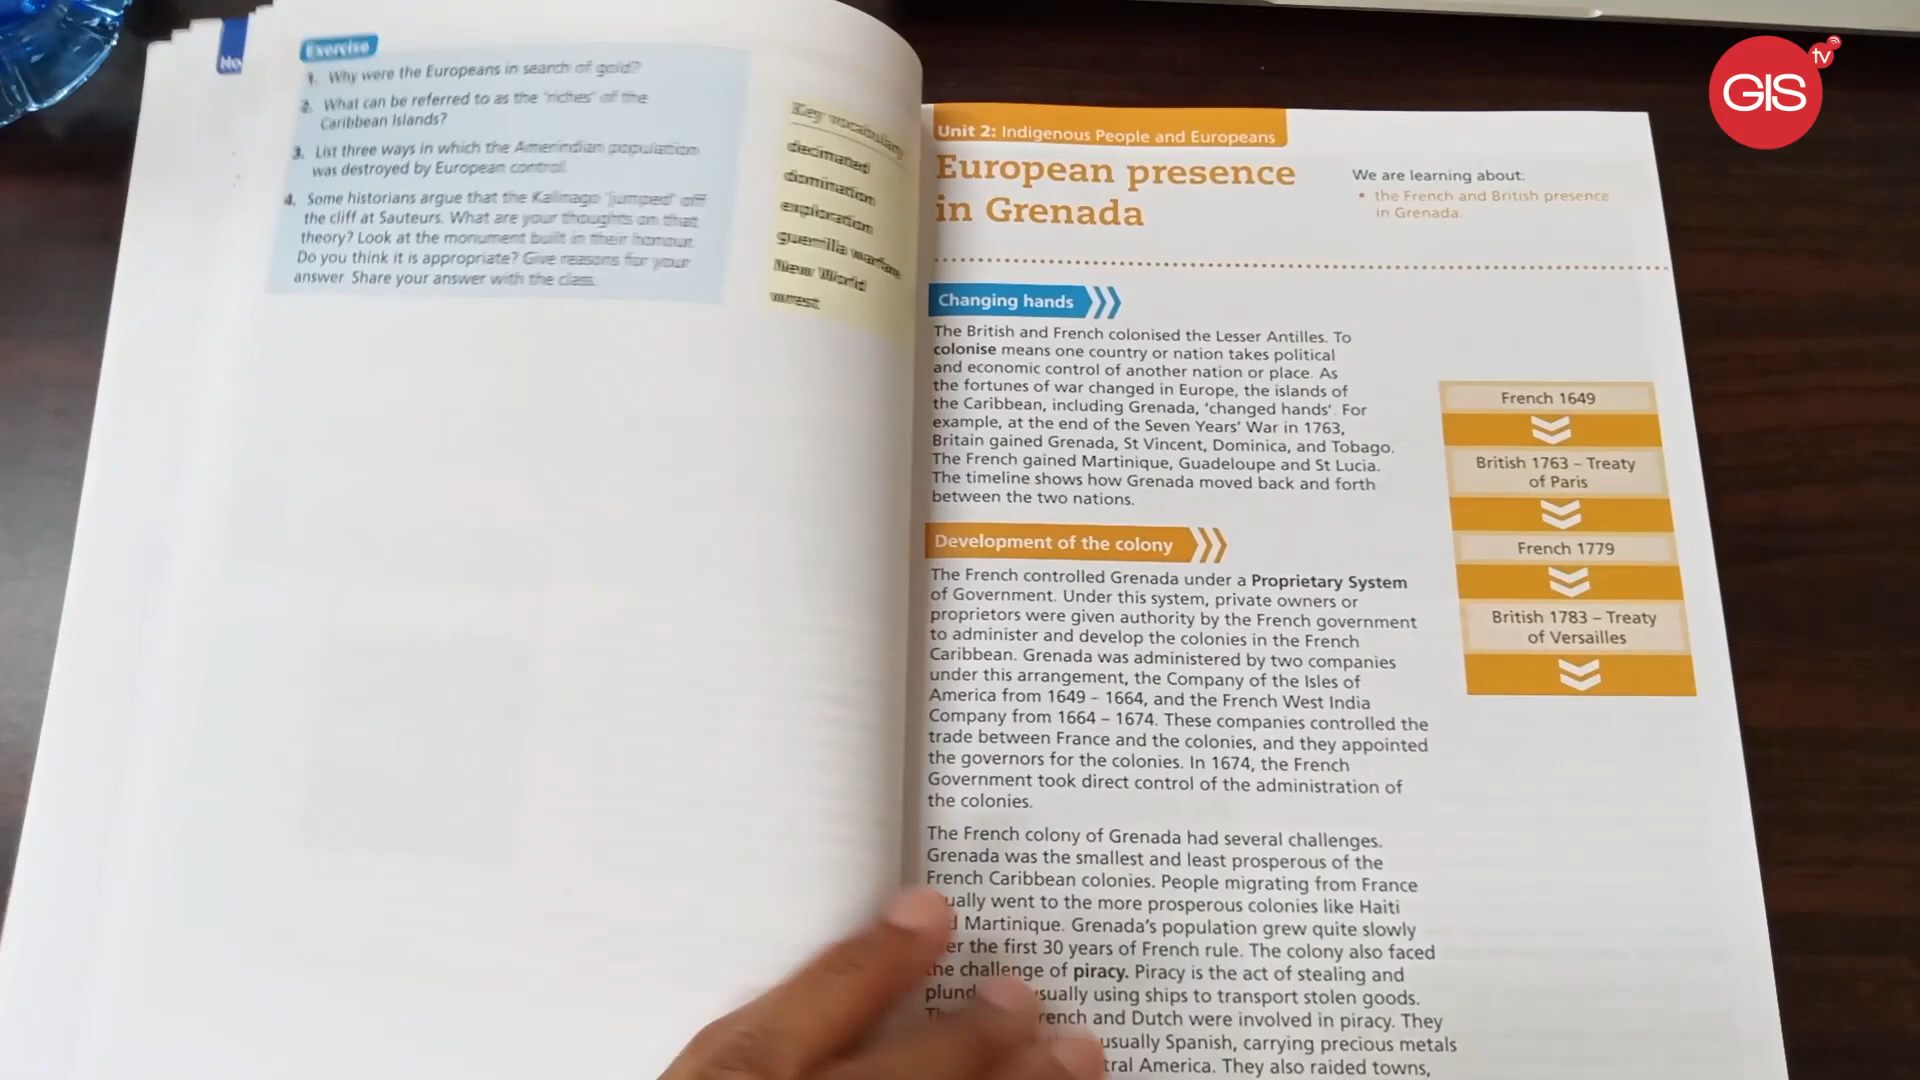 No
Exercise
1. Why were the Europeans in search of gold?
2. What can be referred to as the 'riches' of the
Caribbean Islands?
3. List three ways in which the Amerindian population
was destroyed by European control.
4. Some historians argue that the Kalinago 'jumped' off
the cliff at Sauteurs. What are your thoughts on that
theory? Look at the monument built in their honour.
Do you think it is appropriate? Give reasons for your
answer. Share your answer with the class.
Key vocabulary
decimated
domination
exploration
guerrilla warfare
New World
wrest
Unit 2: Indigenous People and Europeans
European presence
in Grenada
We are learning about:
• the French and British presence
in Grenada.
Changing hands
The British and French colonised the Lesser Antilles. To
colonise means one country or nation takes political
and economic control of another nation or place. As
the fortunes of war changed in Europe, the islands of
the Caribbean, including Grenada, 'changed hands'. For
example, at the end of the Seven Years' War in 1763,
Britain gained Grenada, St Vincent, Dominica, and Tobago.
The French gained Martinique, Guadeloupe and St Lucia.
The timeline shows how Grenada moved back and forth
between the two nations.
French 1649
British 1763 – Treaty
of Paris
French 1779
British 1783 – Treaty
of Versailles
Development of the colony
The French controlled Grenada under a Proprietary System
of Government. Under this system, private owners or
proprietors were given authority by the French government
to administer and develop the colonies in the French
Caribbean. Grenada was administered by two companies
under this arrangement, the Company of the Isles of
America from 1649 – 1664, and the French West India
Company from 1664 – 1674. These companies controlled the
trade between France and the colonies, and they appointed
the governors for the colonies. In 1674, the French
Government took direct control of the administration of
the colonies.
The French colony of Grenada had several challenges.
Grenada was the smallest and least prosperous of the
French Caribbean colonies. People migrating from France
ually went to the more prosperous colonies like Haiti
d Martinique. Grenada's population grew quite slowly
er the first 30 years of French rule. The colony also faced
the challenge of piracy. Piracy is the act of stealing and
plund sually using ships to transport stolen goods.
rench and Dutch were involved in piracy. They
usually Spanish, carrying precious metals
tral America. They also raided towns,
GIS tv